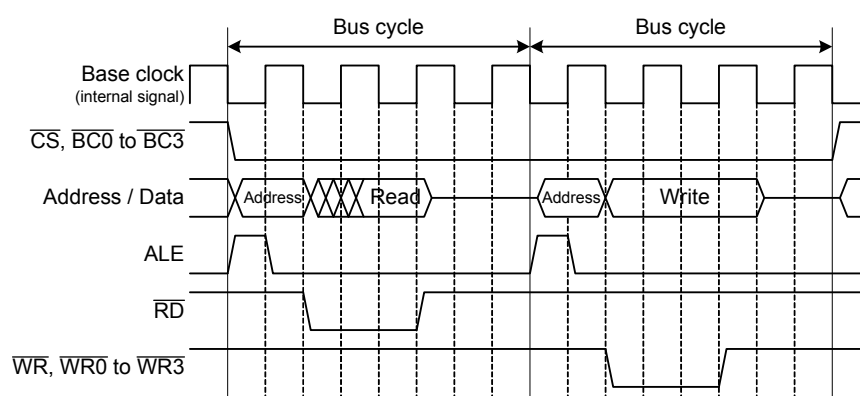 Bus cycle Bus cycle
Base clock
(internal signal)
CS, BC0 to BC3
Address / Data Address Read Address Write
ALE
RD
WR, WR0 to WR3